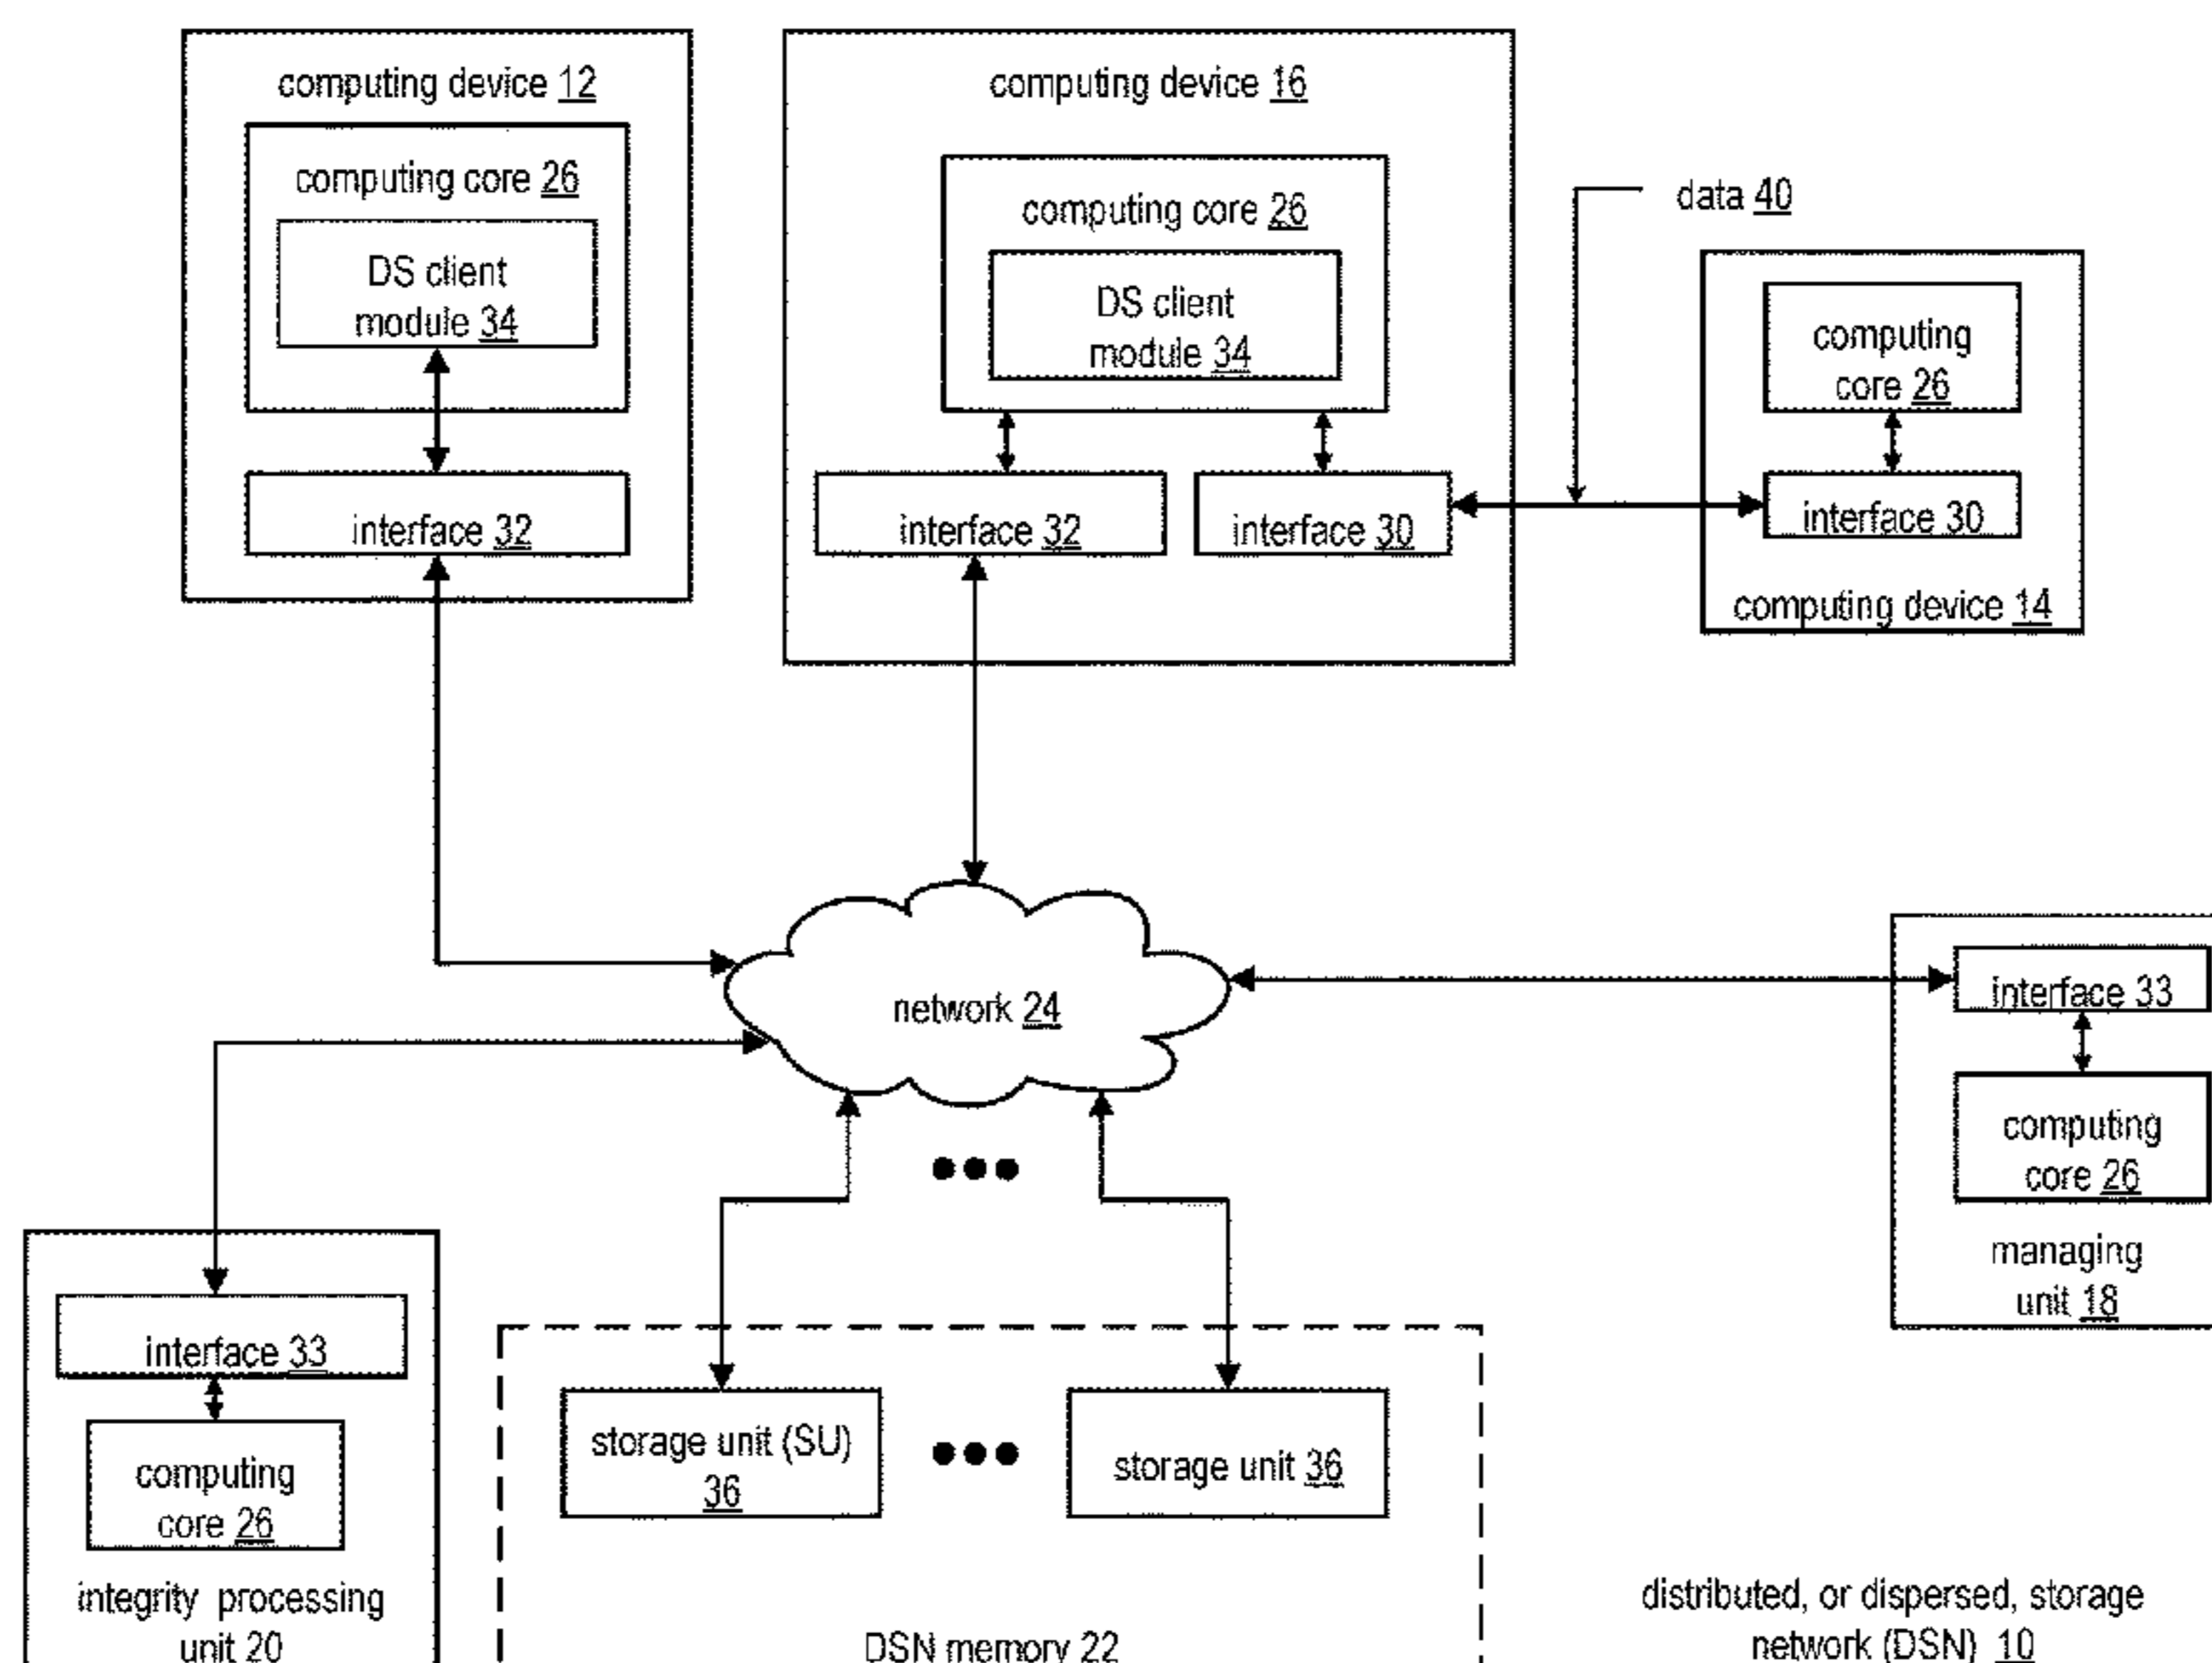 computing device 12
computing core 26
DS client
module 34
interface 32
computing device 16
computing core 26
DS client
module 34
interface 32
interface 30
data 40
computing
core 26
interface 30
computing device 14
network 24
interface 33
computing
core 26
managing
unit 18
interface 33
computing
core 26
integrity processing
unit 20
storage unit (SU)
36
storage unit 36
DSN memory 22
distributed, or dispersed, storage
network (DSN) 10